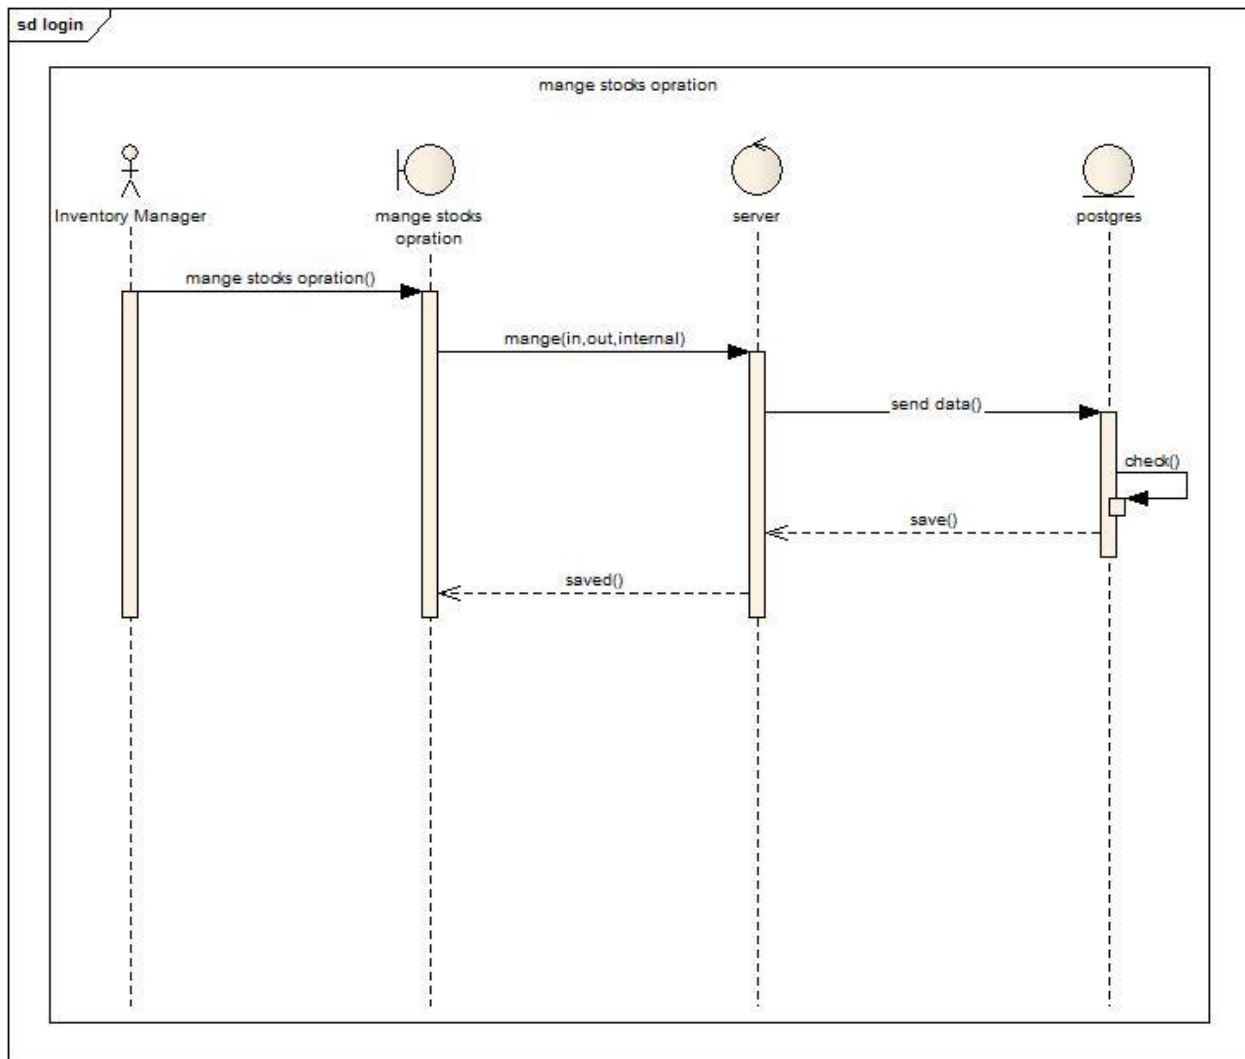 sd login
mange stocks opration
Inventory Manager
mange stocks
opration
server
postgres
mange stocks opration()
mange(in,out,internal)
send data()
check()
save()
saved()